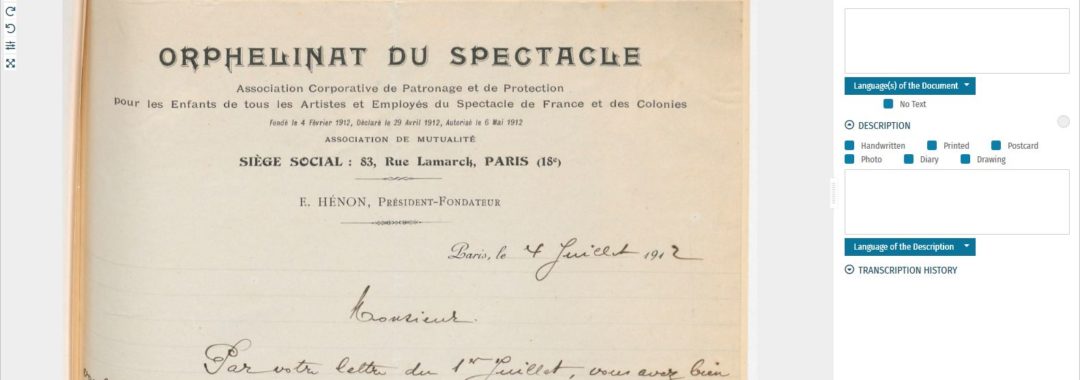 ORPHELINAT DU SPECTACLE
Association Corporative de Patronage et de Protection
pour les Enfants de tous les Artistes et Employés du Spectacle de France et des Colonies
Fondé le 4 Février 1912, Déclaré le 29 Avril 1912, Autorisé le 6 Mai 1912
ASSOCIATION DE MUTUALITÉ
SIÈGE SOCIAL : 83, Rue Lamarck, PARIS (18e)
E. HÉNON, PRÉSIDENT-FONDATEUR
Paris, le 4 Juillet 1912
Monsieur.
Par votre lettre du 1er Juillet, vous avez bien
Language(s) of the Document
No Text
DESCRIPTION
Handwritten Printed Postcard
Photo Diary Drawing
Language of the Description
TRANSCRIPTION HISTORY